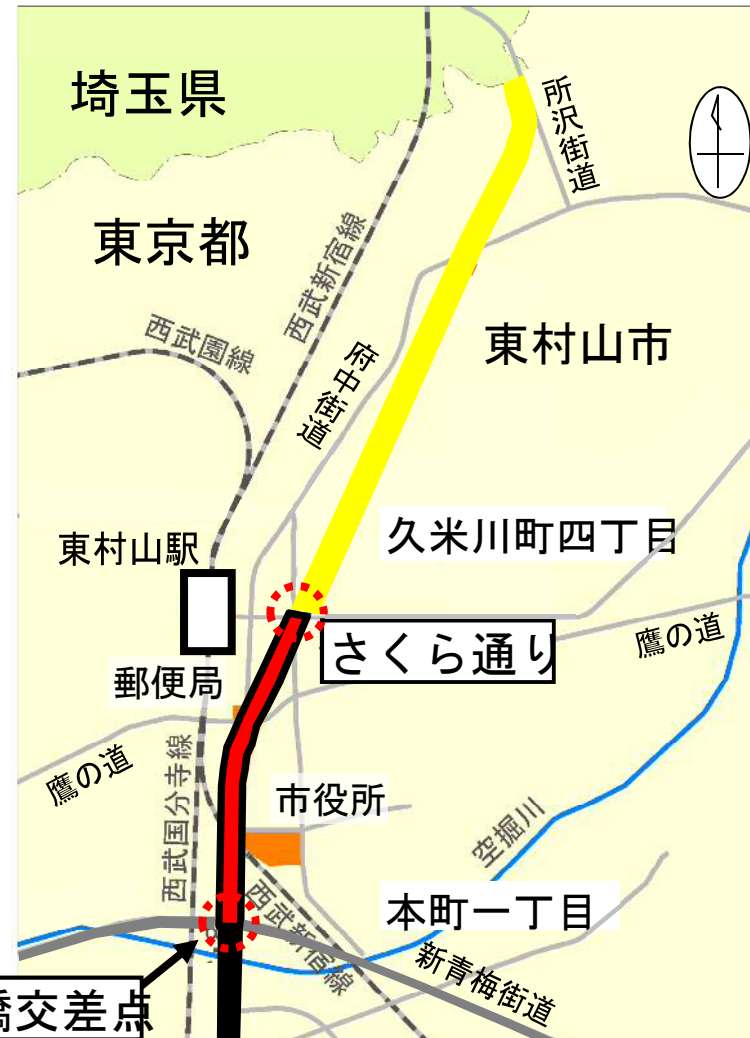 埼玉県
所沢街道
東京都
西武新宿線
西武園線
府中街道
東村山市
久米川町四丁目
東村山駅
さくら通り
鷹の道
郵便局
鷹の道
西武国分寺線
市役所
空掘川
西武新宿線
本町一丁目
新青梅街道
橋交差点